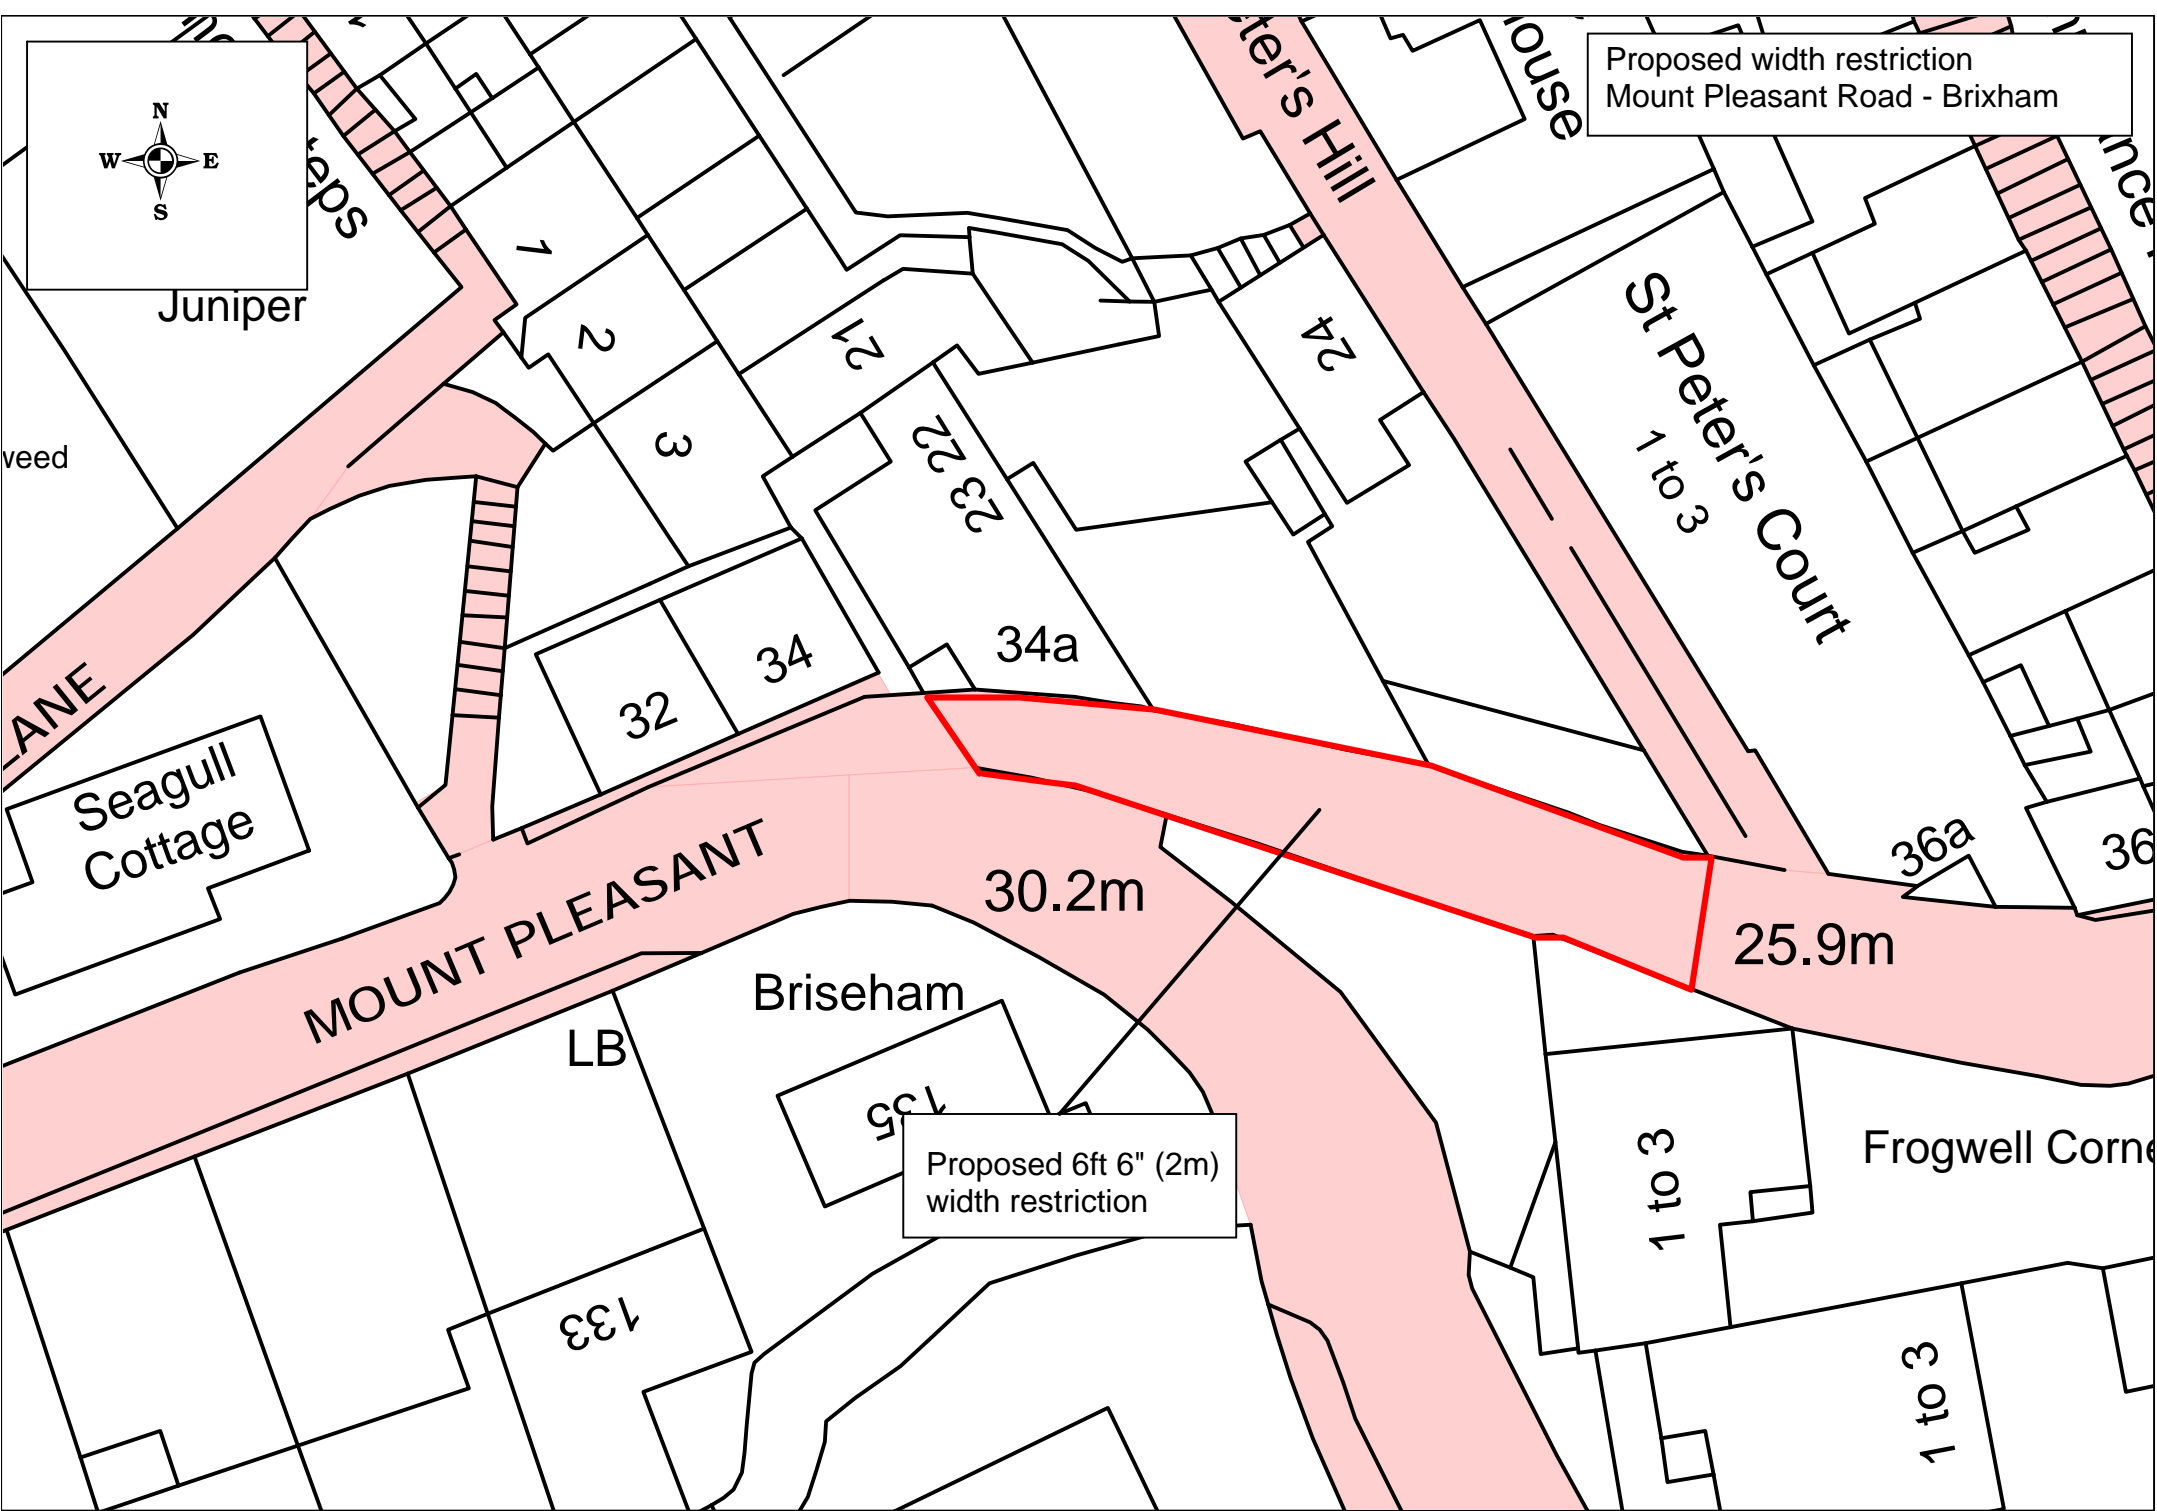 Proposed width restriction
Mount Pleasant Road - Brixham
N
W E
S
Juniper
1
2
3
21
22
23
24
St Peter's Court
1 to 3
Hill
34a
34
32
Seagull
Cottage
MOUNT PLEASANT
30.2m
25.9m
36a
36
Briseham
LB
Proposed 6ft 6" (2m)
width restriction
133
1 to 3
Frogwell
1 to 3